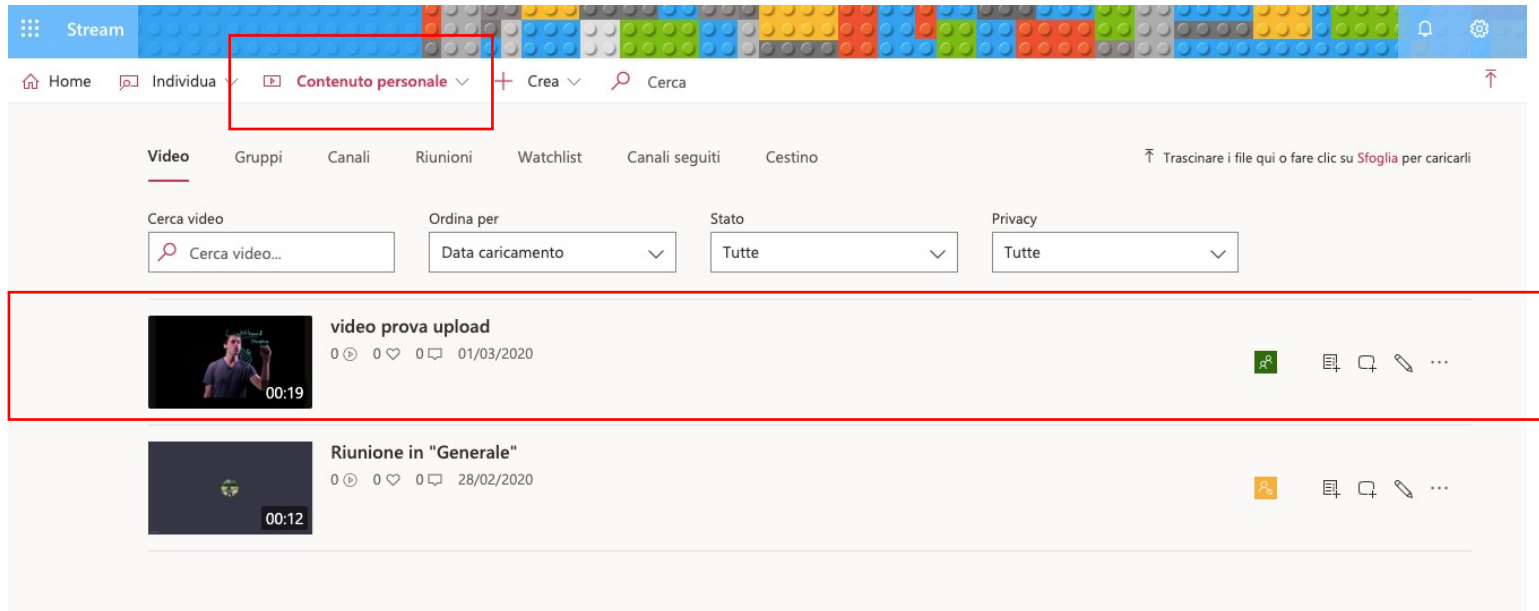 Stream
Home Individua Contenuto personale Crea Cerca
Video Gruppi Canali Riunioni Watchlist Canali seguiti Cestino Trascinare i file qui o fare clic su Sfoglia per caricarli
Cerca video Ordina per Stato Privacy
Cerca video... Data caricamento Tutte Tutte
video prova upload
0 0 0 01/03/2020
00:19
Riunione in "Generale"
0 0 0 28/02/2020
00:12